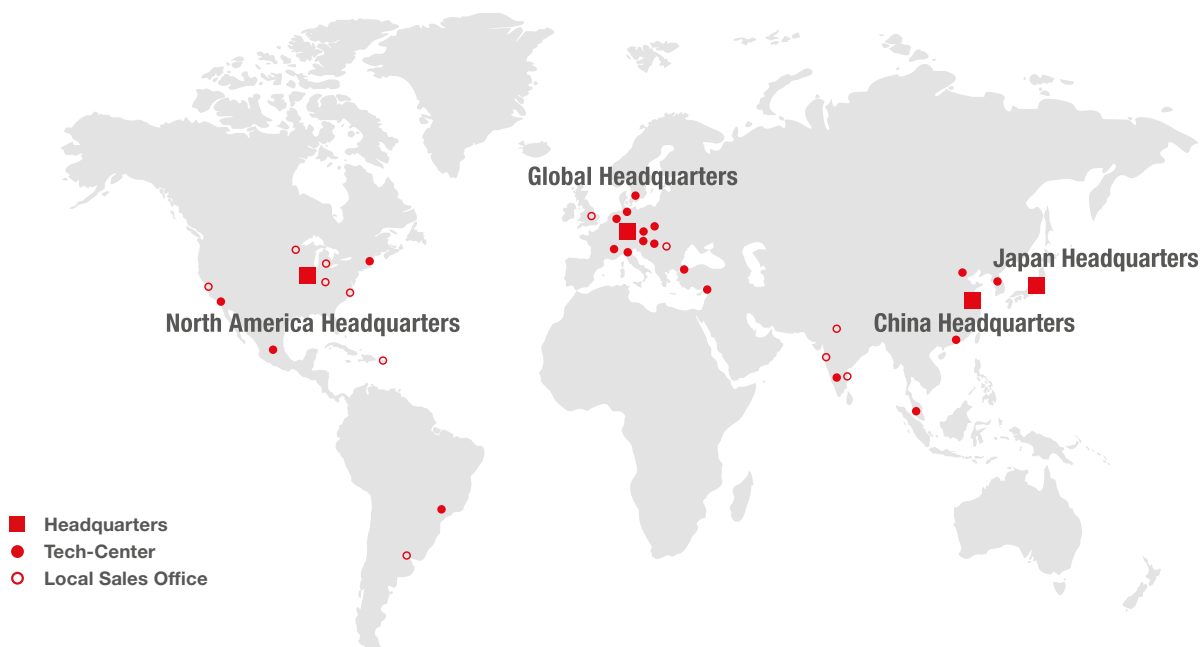 Global Headquarters
Japan Headquarters
North America Headquarters
China Headquarters
Headquarters
Tech-Center
Local Sales Office